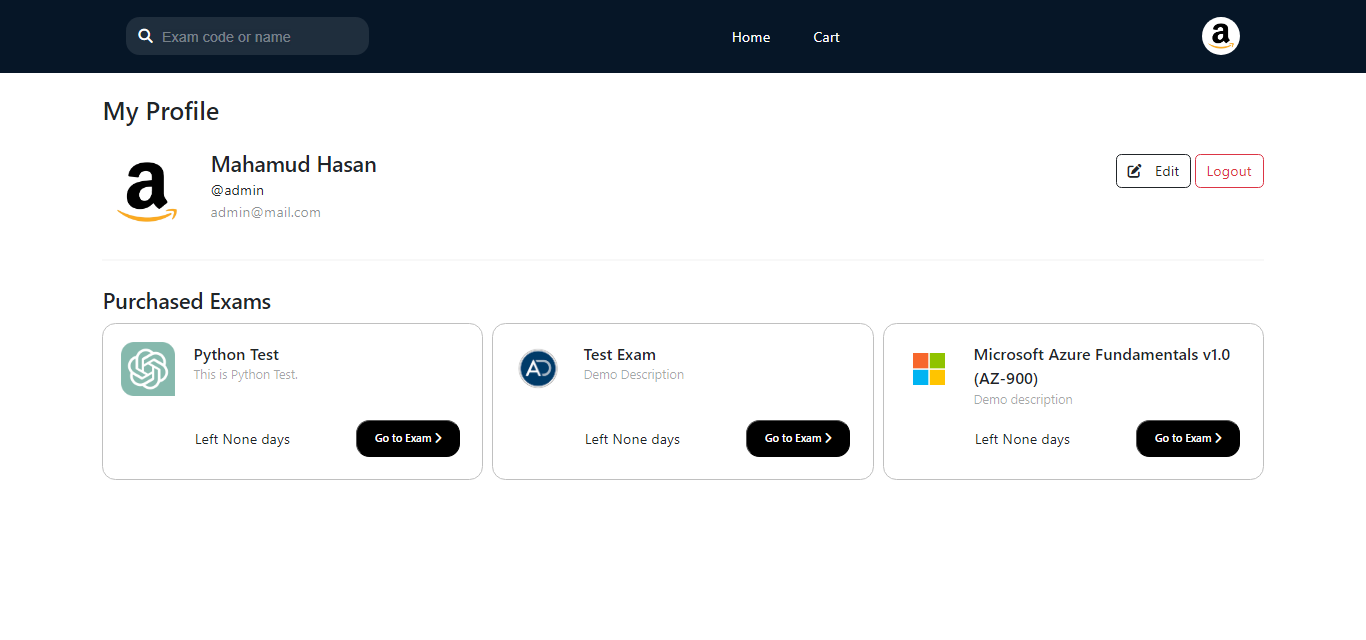 Exam code or name
Home
Cart
a
My Profile
a
Mahamud Hasan
@admin
admin@mail.com
Edit
Logout
Purchased Exams
Python Test
This is Python Test.
Left None days
Go to Exam
AD
Test Exam
Demo Description
Left None days
Go to Exam
Microsoft Azure Fundamentals v1.0
(AZ-900)
Demo description
Left None days
Go to Exam